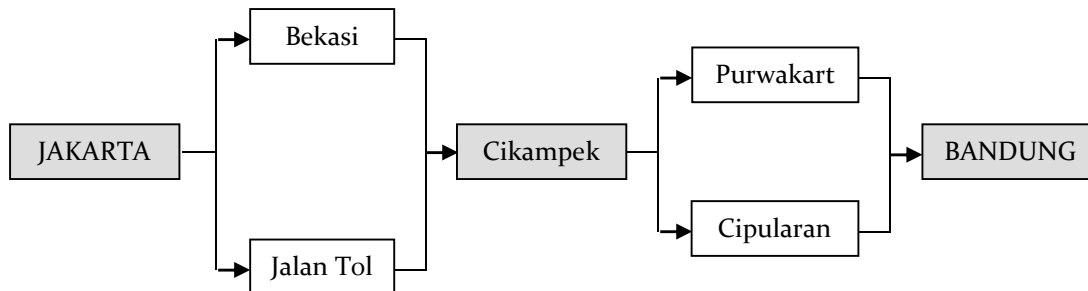 JAKARTA
Bekasi
Jalan Tol
Cikampek
Purwakart
Cipularan
BANDUNG